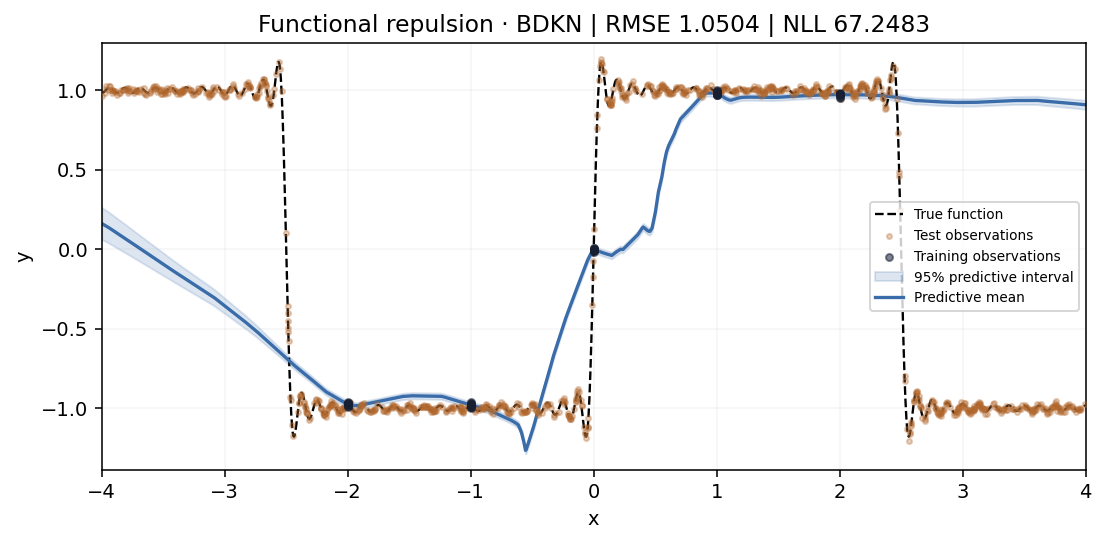 Functional repulsion · BDKN | RMSE 1.0504 | NLL 67.2483
y
1.0
0.5
0.0
−0.5
−1.0
True function
Test observations
Training observations
95% predictive interval
Predictive mean
−4 −3 −2 −1 0 1 2 3 4
x